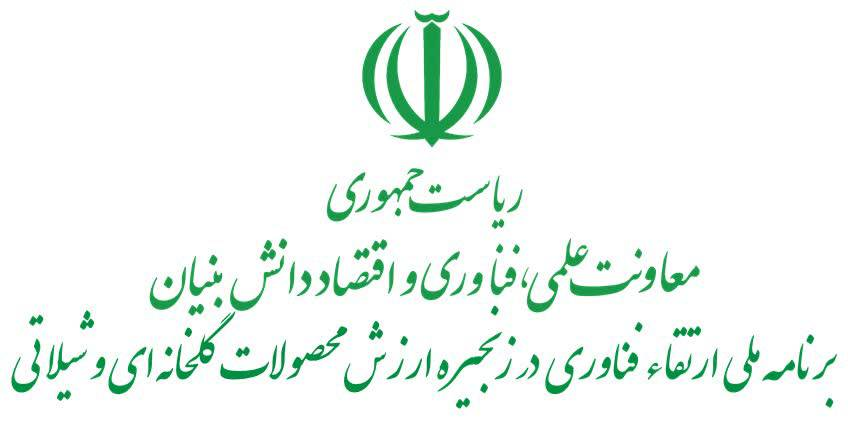 ریاست جمهوری
معاونت علمی، فناوری و اقتصاد دانش بنیان
برنامه ملی ارتقاء فناوری در زنجیره ارزش محصولات گلخانه ای و شیلاتی